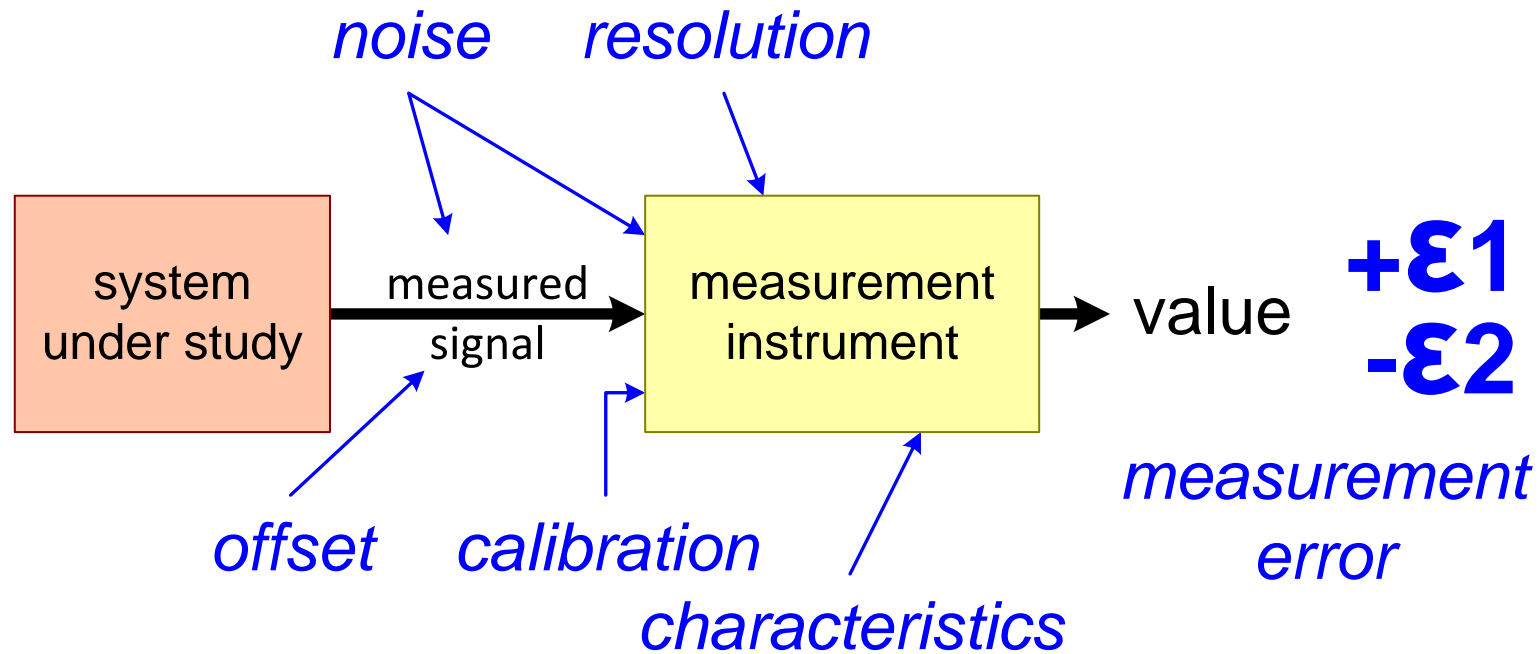 noise resolution
system
under study
measured
signal
measurement
instrument
value
+ε1
-ε2
measurement
error
offset calibration
characteristics